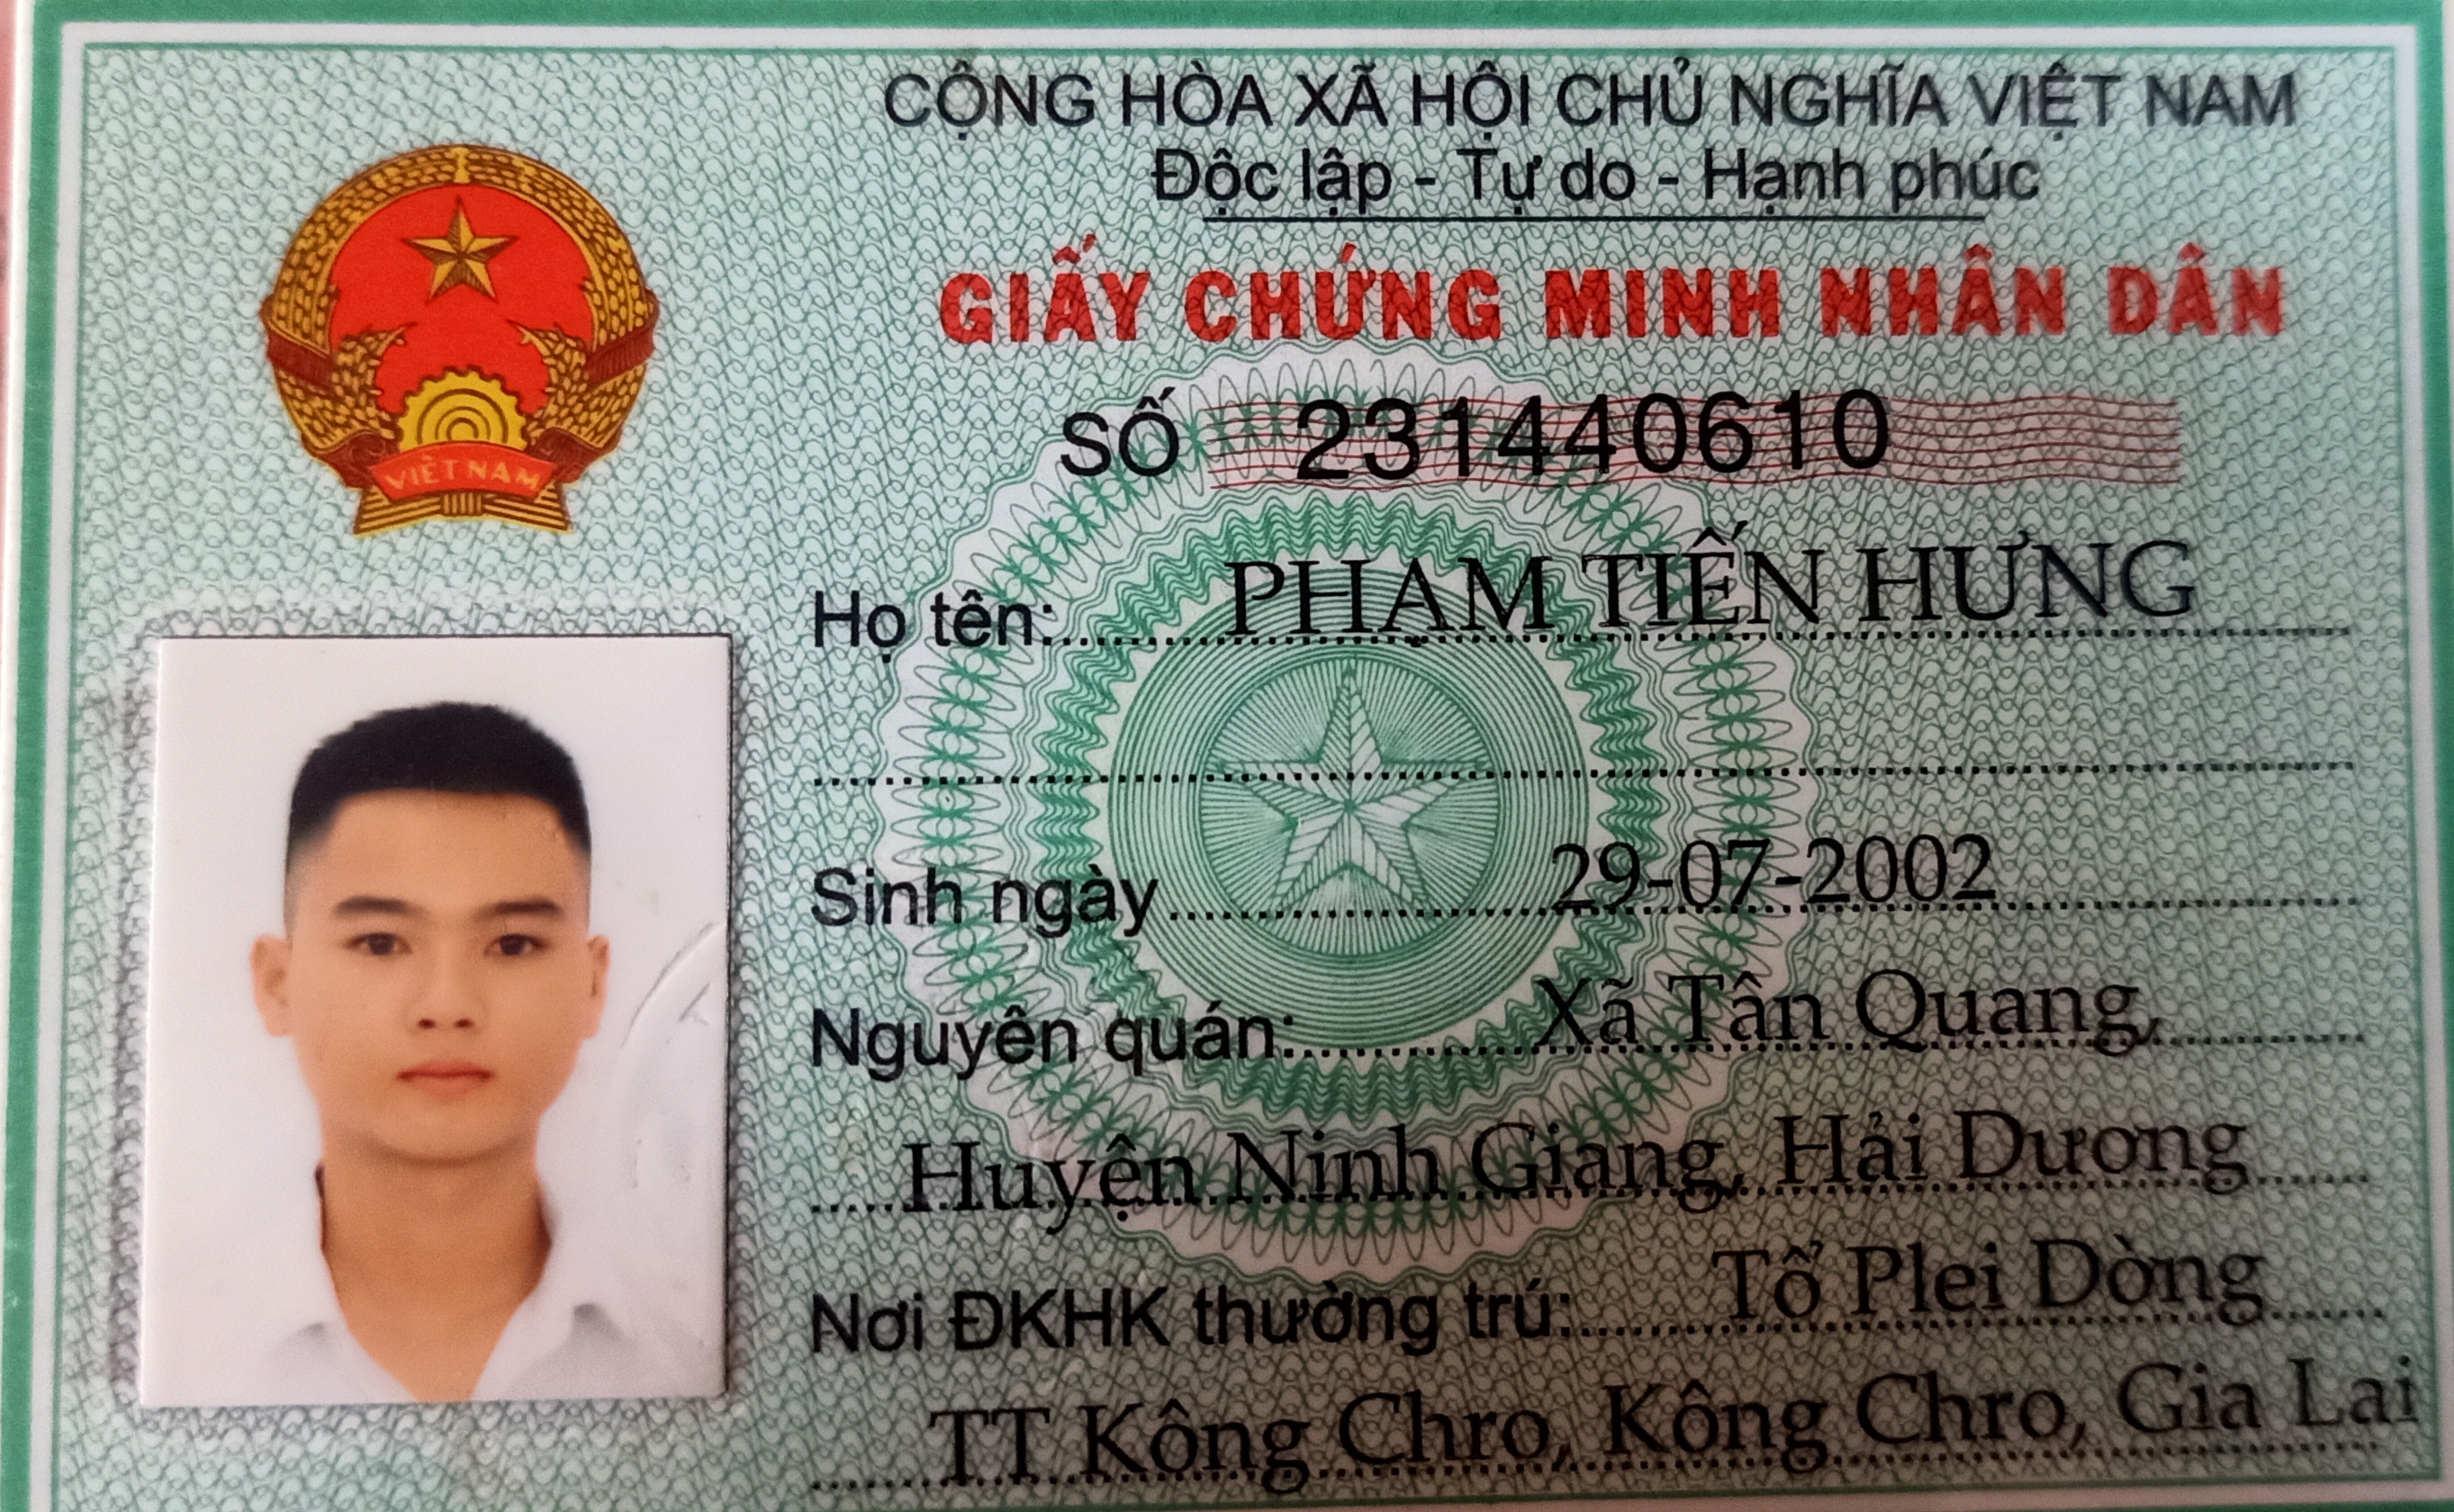 CỘNG HÒA XÃ HỘI CHỦ NGHĨA VIỆT NAM
Độc lập - Tự do - Hạnh phúc
GIẤY CHỨNG MINH NHÂN DÂN
SỐ 231440610
VIỆT NAM
Họ tên: PHẠM TIẾN HƯNG
Sinh ngày 29-07-2002
Nguyên quán: Xã Tân Quang,
Huyện Ninh Giang, Hải Dương
Nơi ĐKHK thường trú: Tổ Plei Dòng
TT Kông Chro, Kông Chro, Gia Lai